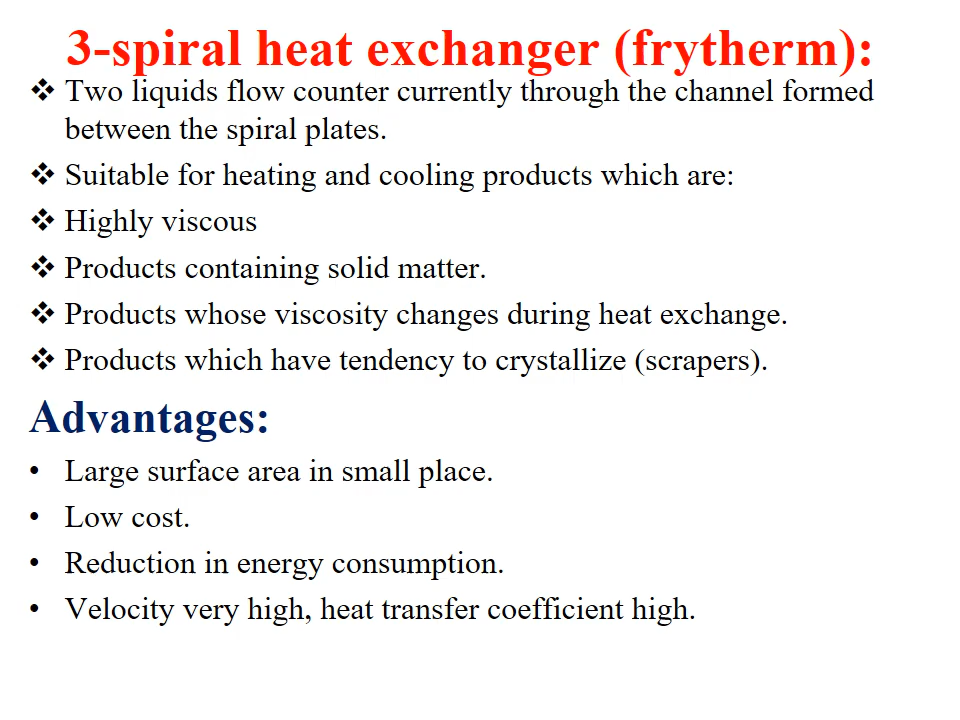 3-spiral heat exchanger (frytherm):
❖ Two liquids flow counter currently through the channel formed
between the spiral plates.
❖ Suitable for heating and cooling products which are:
❖ Highly viscous
❖ Products containing solid matter.
❖ Products whose viscosity changes during heat exchange.
❖ Products which have tendency to crystallize (scrapers).
Advantages:
• Large surface area in small place.
• Low cost.
• Reduction in energy consumption.
• Velocity very high, heat transfer coefficient high.